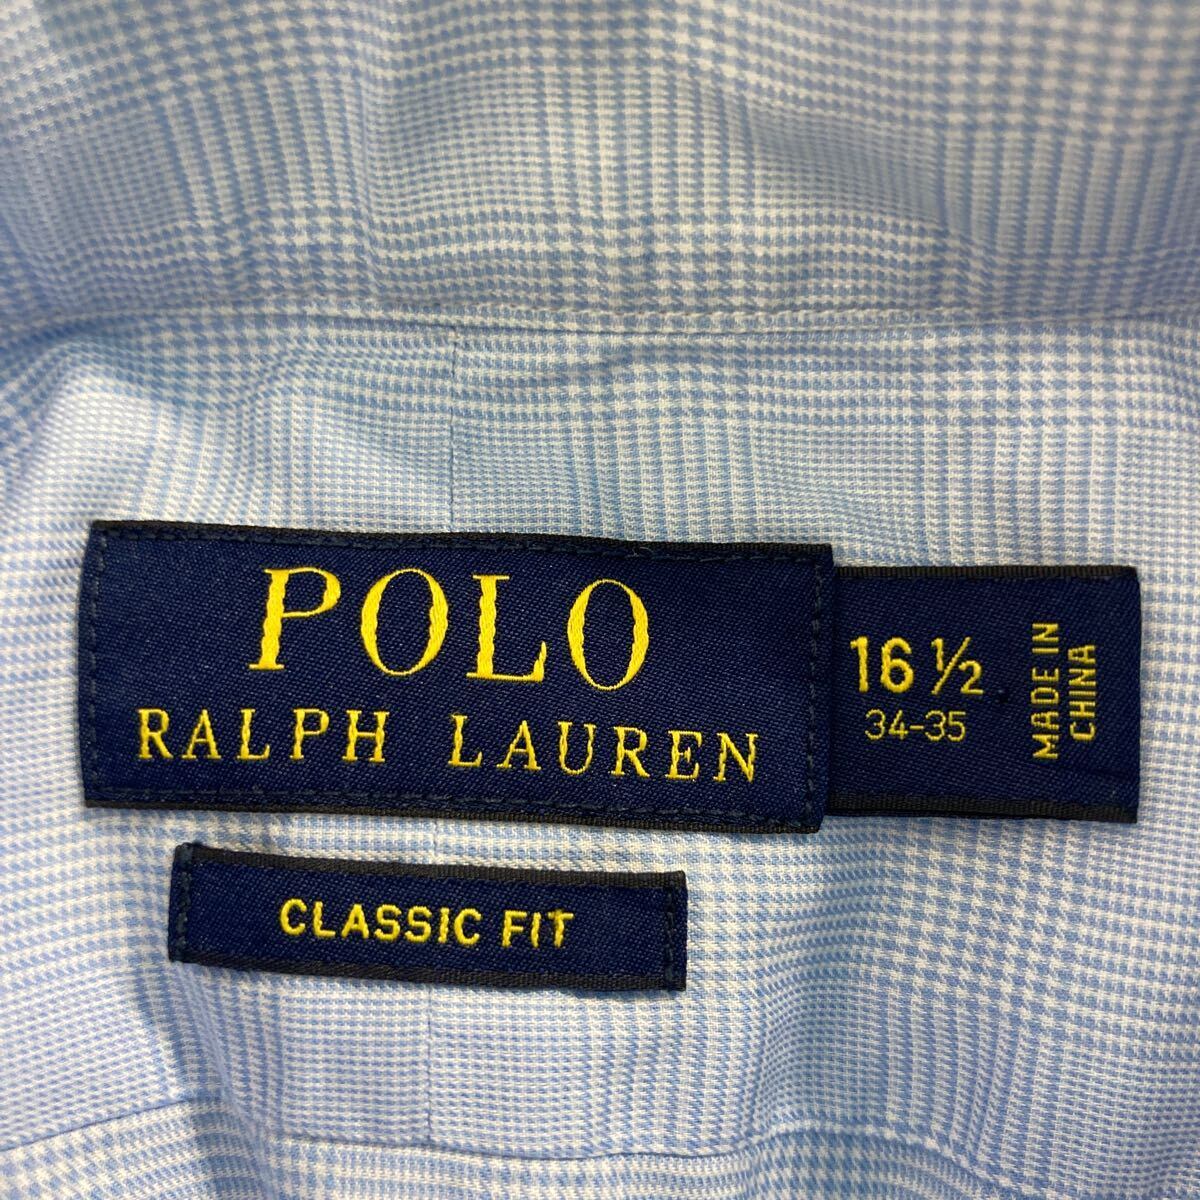 POLO
RALPH LAUREN
16 ½
34-35
MADE IN
CHINA
CLASSIC FIT